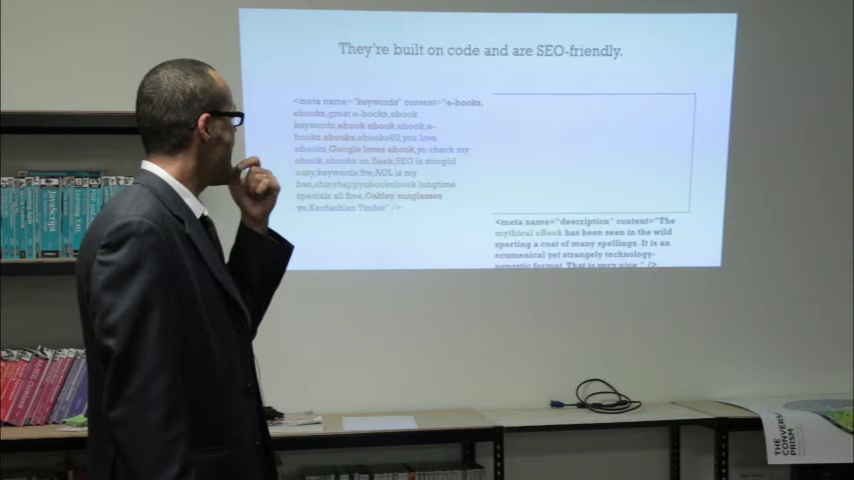 They're built on code and are SEO-friendly.
<meta name="keywords" content="e-books,
ebooks,great e-books,ebook
keywords,ebook ebook,ebook,e-
books,ebooks,ebooks4ll,you love
ebooks,Google loves ebook,yo check my
ebook,ebooks on fleek,SEO is stoopid
eazy,keywords ftw,AOL is my
bae,shinyhappyebookebook longtime
specials all free,Oakley sunglasses
yo,Kardashian Tinder" />
<meta name="description" content="The
mythical eBook has been seen in the wild
sporting a coat of many spellings. It is an
ecumenical yet strangely technology-
agnostic format. That is very nice." />
JavaScript
THE
CONVERS
PRISM